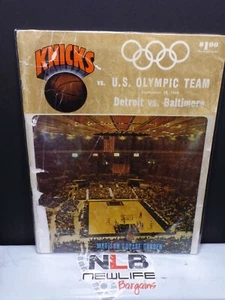 $1.00
KNICKS
vs. U.S. OLYMPIC TEAM
Detroit vs. Baltimore
MADISON SQUARE GARDEN
NLB
NEWLIFE
Bargains